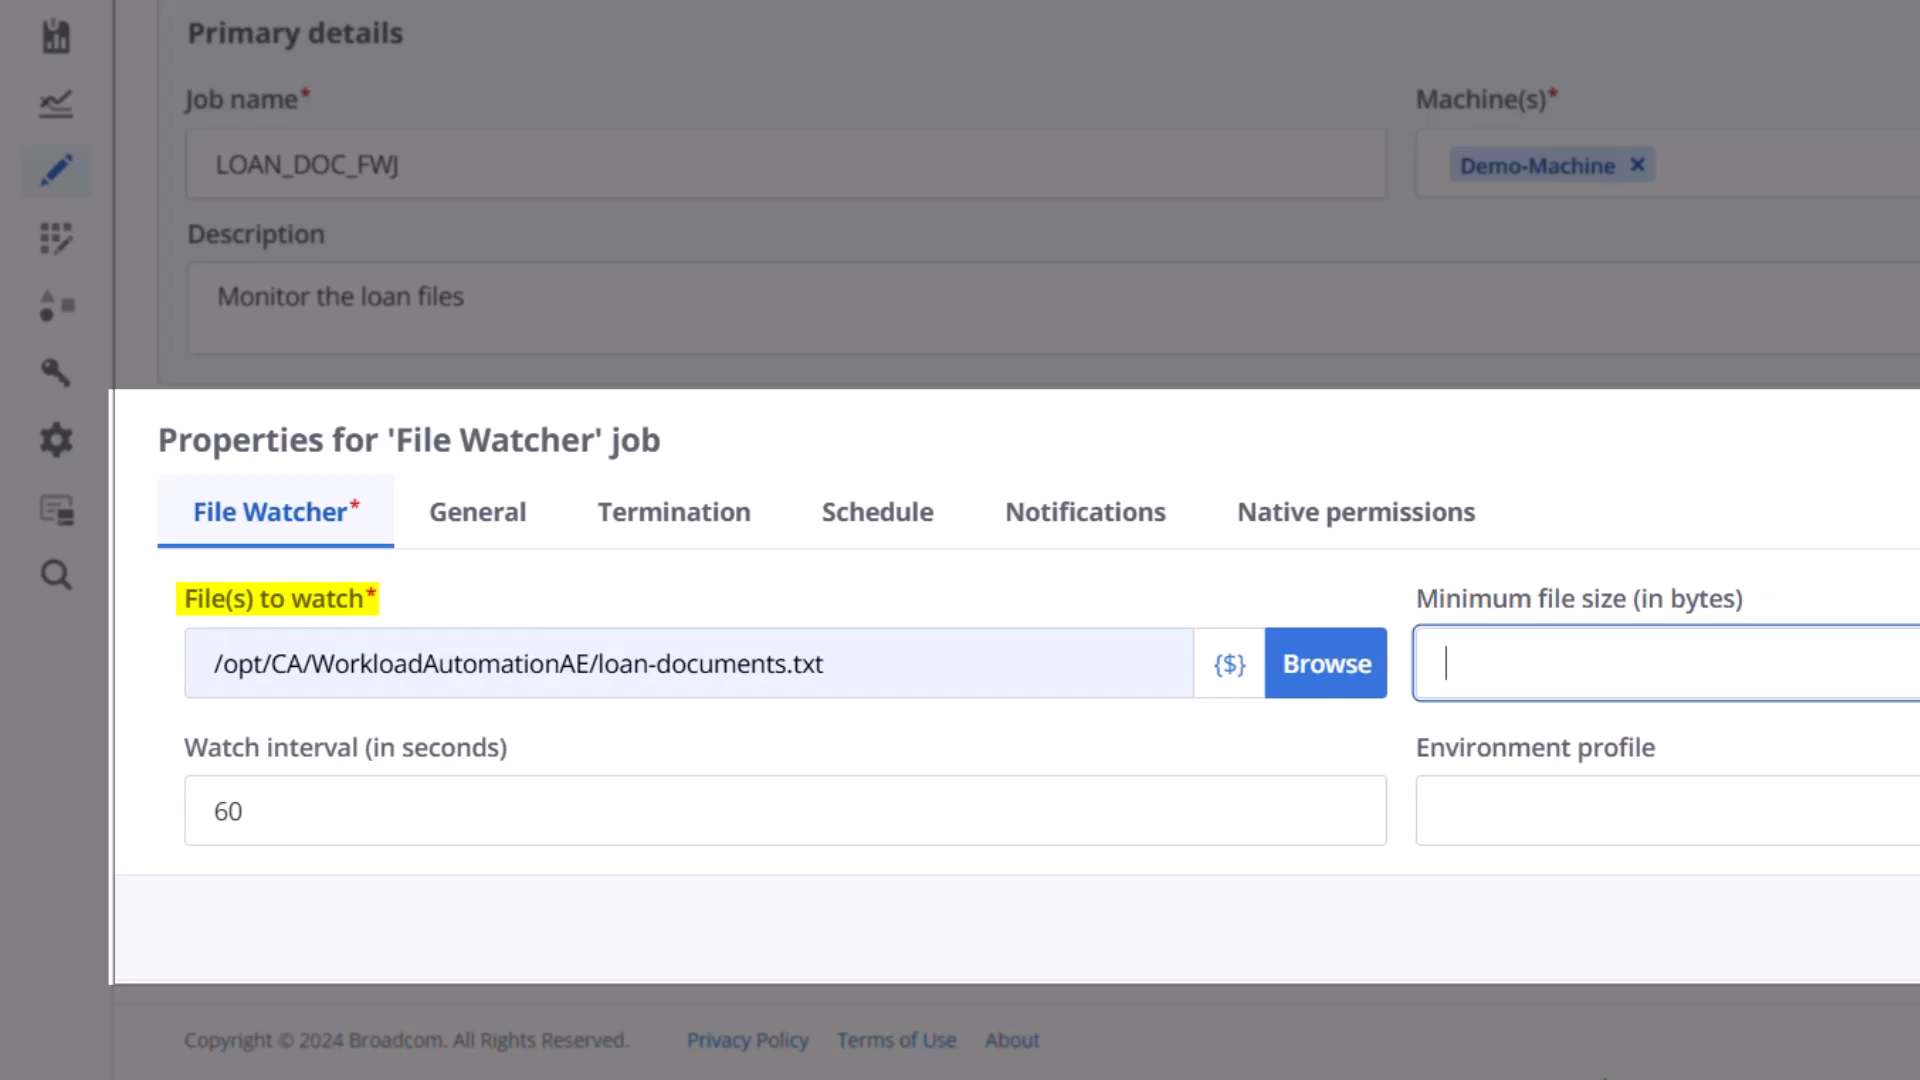 Primary details
Job name*
Machine(s)*
LOAN_DOC_FWJ
Demo-Machine ×
Description
Monitor the loan files
Properties for 'File Watcher' job
File Watcher* General Termination Schedule Notifications Native permissions
File(s) to watch*
Minimum file size (in bytes)
/opt/CA/WorkloadAutomationAE/loan-documents.txt {$} Browse
Watch interval (in seconds)
Environment profile
60
Copyright © 2024 Broadcom. All Rights Reserved. Privacy Policy Terms of Use About